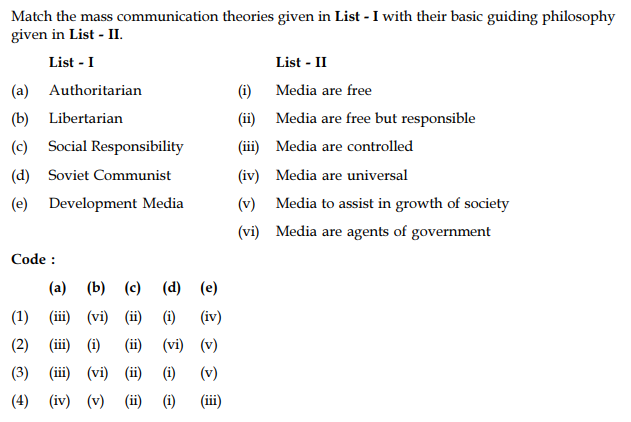 Match the mass communication theories given in List - I with their basic guiding philosophy
given in List - II.
List - I List - II
(a) Authoritarian (i) Media are free
(b) Libertarian (ii) Media are free but responsible
(c) Social Responsibility (iii) Media are controlled
(d) Soviet Communist (iv) Media are universal
(e) Development Media (v) Media to assist in growth of society
(vi) Media are agents of government
Code :
(a) (b) (c) (d) (e)
(1) (iii) (vi) (ii) (i) (iv)
(2) (iii) (i) (ii) (vi) (v)
(3) (iii) (vi) (ii) (i) (v)
(4) (iv) (v) (ii) (i) (iii)